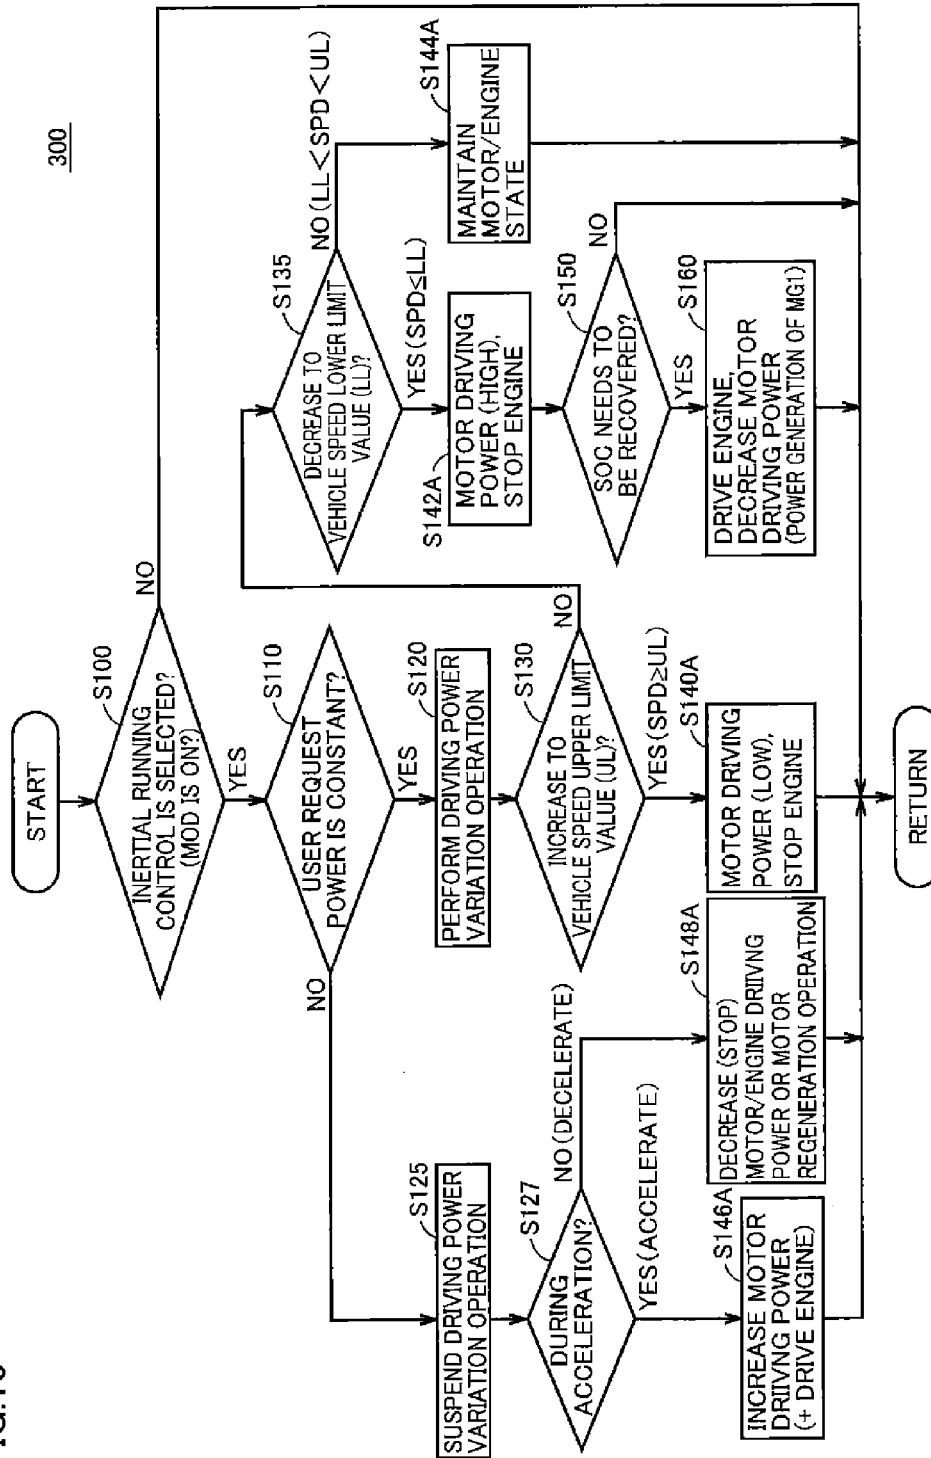 300
START
INERTIAL RUNNING
CONTROL IS SELECTED?
(MOD IS ON?)
S100
NO
YES
USER REQUEST
POWER IS CONSTANT?
S110
NO
YES
PERFORM DRIVING POWER
VARIATION OPERATION
S120
INCREASE TO
VEHICLE SPEED UPPER LIMIT
VALUE (UL)?
S130
NO
YES(SPD≥UL)
MOTOR DRIVING
POWER (LOW),
STOP ENGINE
S140A
DECREASE TO
VEHICLE SPEED LOWER LIMIT
VALUE (LL)?
S135
NO(LL<SPD<UL)
YES(SPD≤LL)
MAINTAIN
MOTOR/ENGINE
STATE
S144A
MOTOR DRIVING
POWER (HIGH),
STOP ENGINE
S142A
SOC NEEDS TO
BE RECOVERED?
S150
NO
YES
DRIVE ENGINE,
DECREASE MOTOR
DRIVING POWER
(POWER GENERATION OF MG1)
S160
SUSPEND DRIVING POWER
VARIATION OPERATION
S125
DURING
ACCELERATION?
S127
NO(DECELERATE)
YES(ACCELERATE)
INCREASE MOTOR
DRIVNG POWER
(+ DRIVE ENGINE)
S146A
DECREASE (STOP)
MOTOR/ENGINE DRIVNG
POWER OR MOTOR
REGENERATION OPERATION
S148A
RETURN